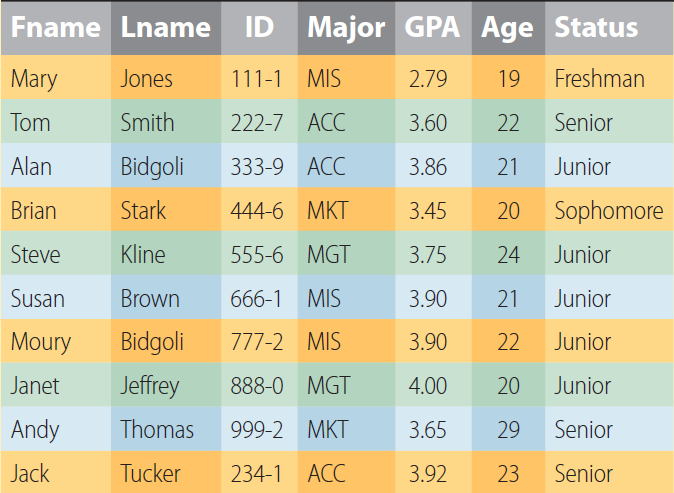 Fname Lname ID Major GPA Age Status
Mary Jones 111-1 MIS 2.79 19 Freshman
Tom Smith 222-7 ACC 3.60 22 Senior
Alan Bidgoli 333-9 ACC 3.86 21 Junior
Brian Stark 444-6 MKT 3.45 20 Sophomore
Steve Kline 555-6 MGT 3.75 24 Junior
Susan Brown 666-1 MIS 3.90 21 Junior
Moury Bidgoli 777-2 MIS 3.90 22 Junior
Janet Jeffrey 888-0 MGT 4.00 20 Junior
Andy Thomas 999-2 MKT 3.65 29 Senior
Jack Tucker 234-1 ACC 3.92 23 Senior